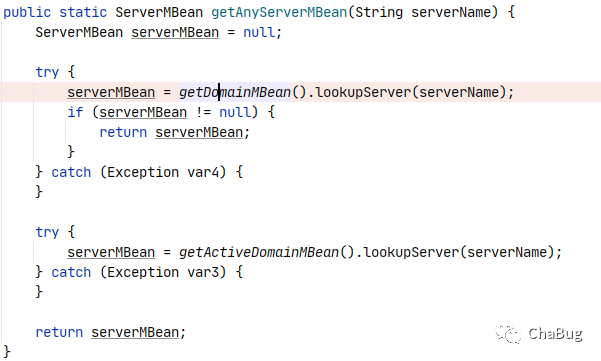 public static ServerMBean getAnyServerMBean(String serverName) {
    ServerMBean serverMBean = null;

    try {
        serverMBean = getDomainMBean().lookupServer(serverName);
        if (serverMBean != null) {
            return serverMBean;
        }
    } catch (Exception var4) {
    }

    try {
        serverMBean = getActiveDomainMBean().lookupServer(serverName);
    } catch (Exception var3) {
    }

    return serverMBean;
}
ChaBug